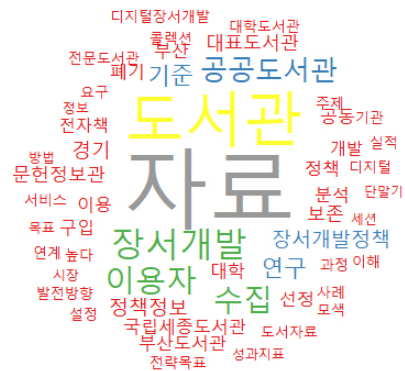 디지털장서개발
콜렉션 대학도서관
부산 대표도서관
전문도서관 폐기 기준 공공도서관
요구
정보 도서관 주제
전자책 공동기관
방법 경기 개발 실적
문헌정보관 자료 정책 디지털
서비스 이용 분석 단말기
목표 구입 보존 세션
연계 높다 장서개발 장서개발정책
시장 이용자 대학 연구 과정 이해
발전방향 수집 선정 사례
설정 정책정보 모색
국립세종도서관 도서자료
부산도서관
전략목표 성과지표